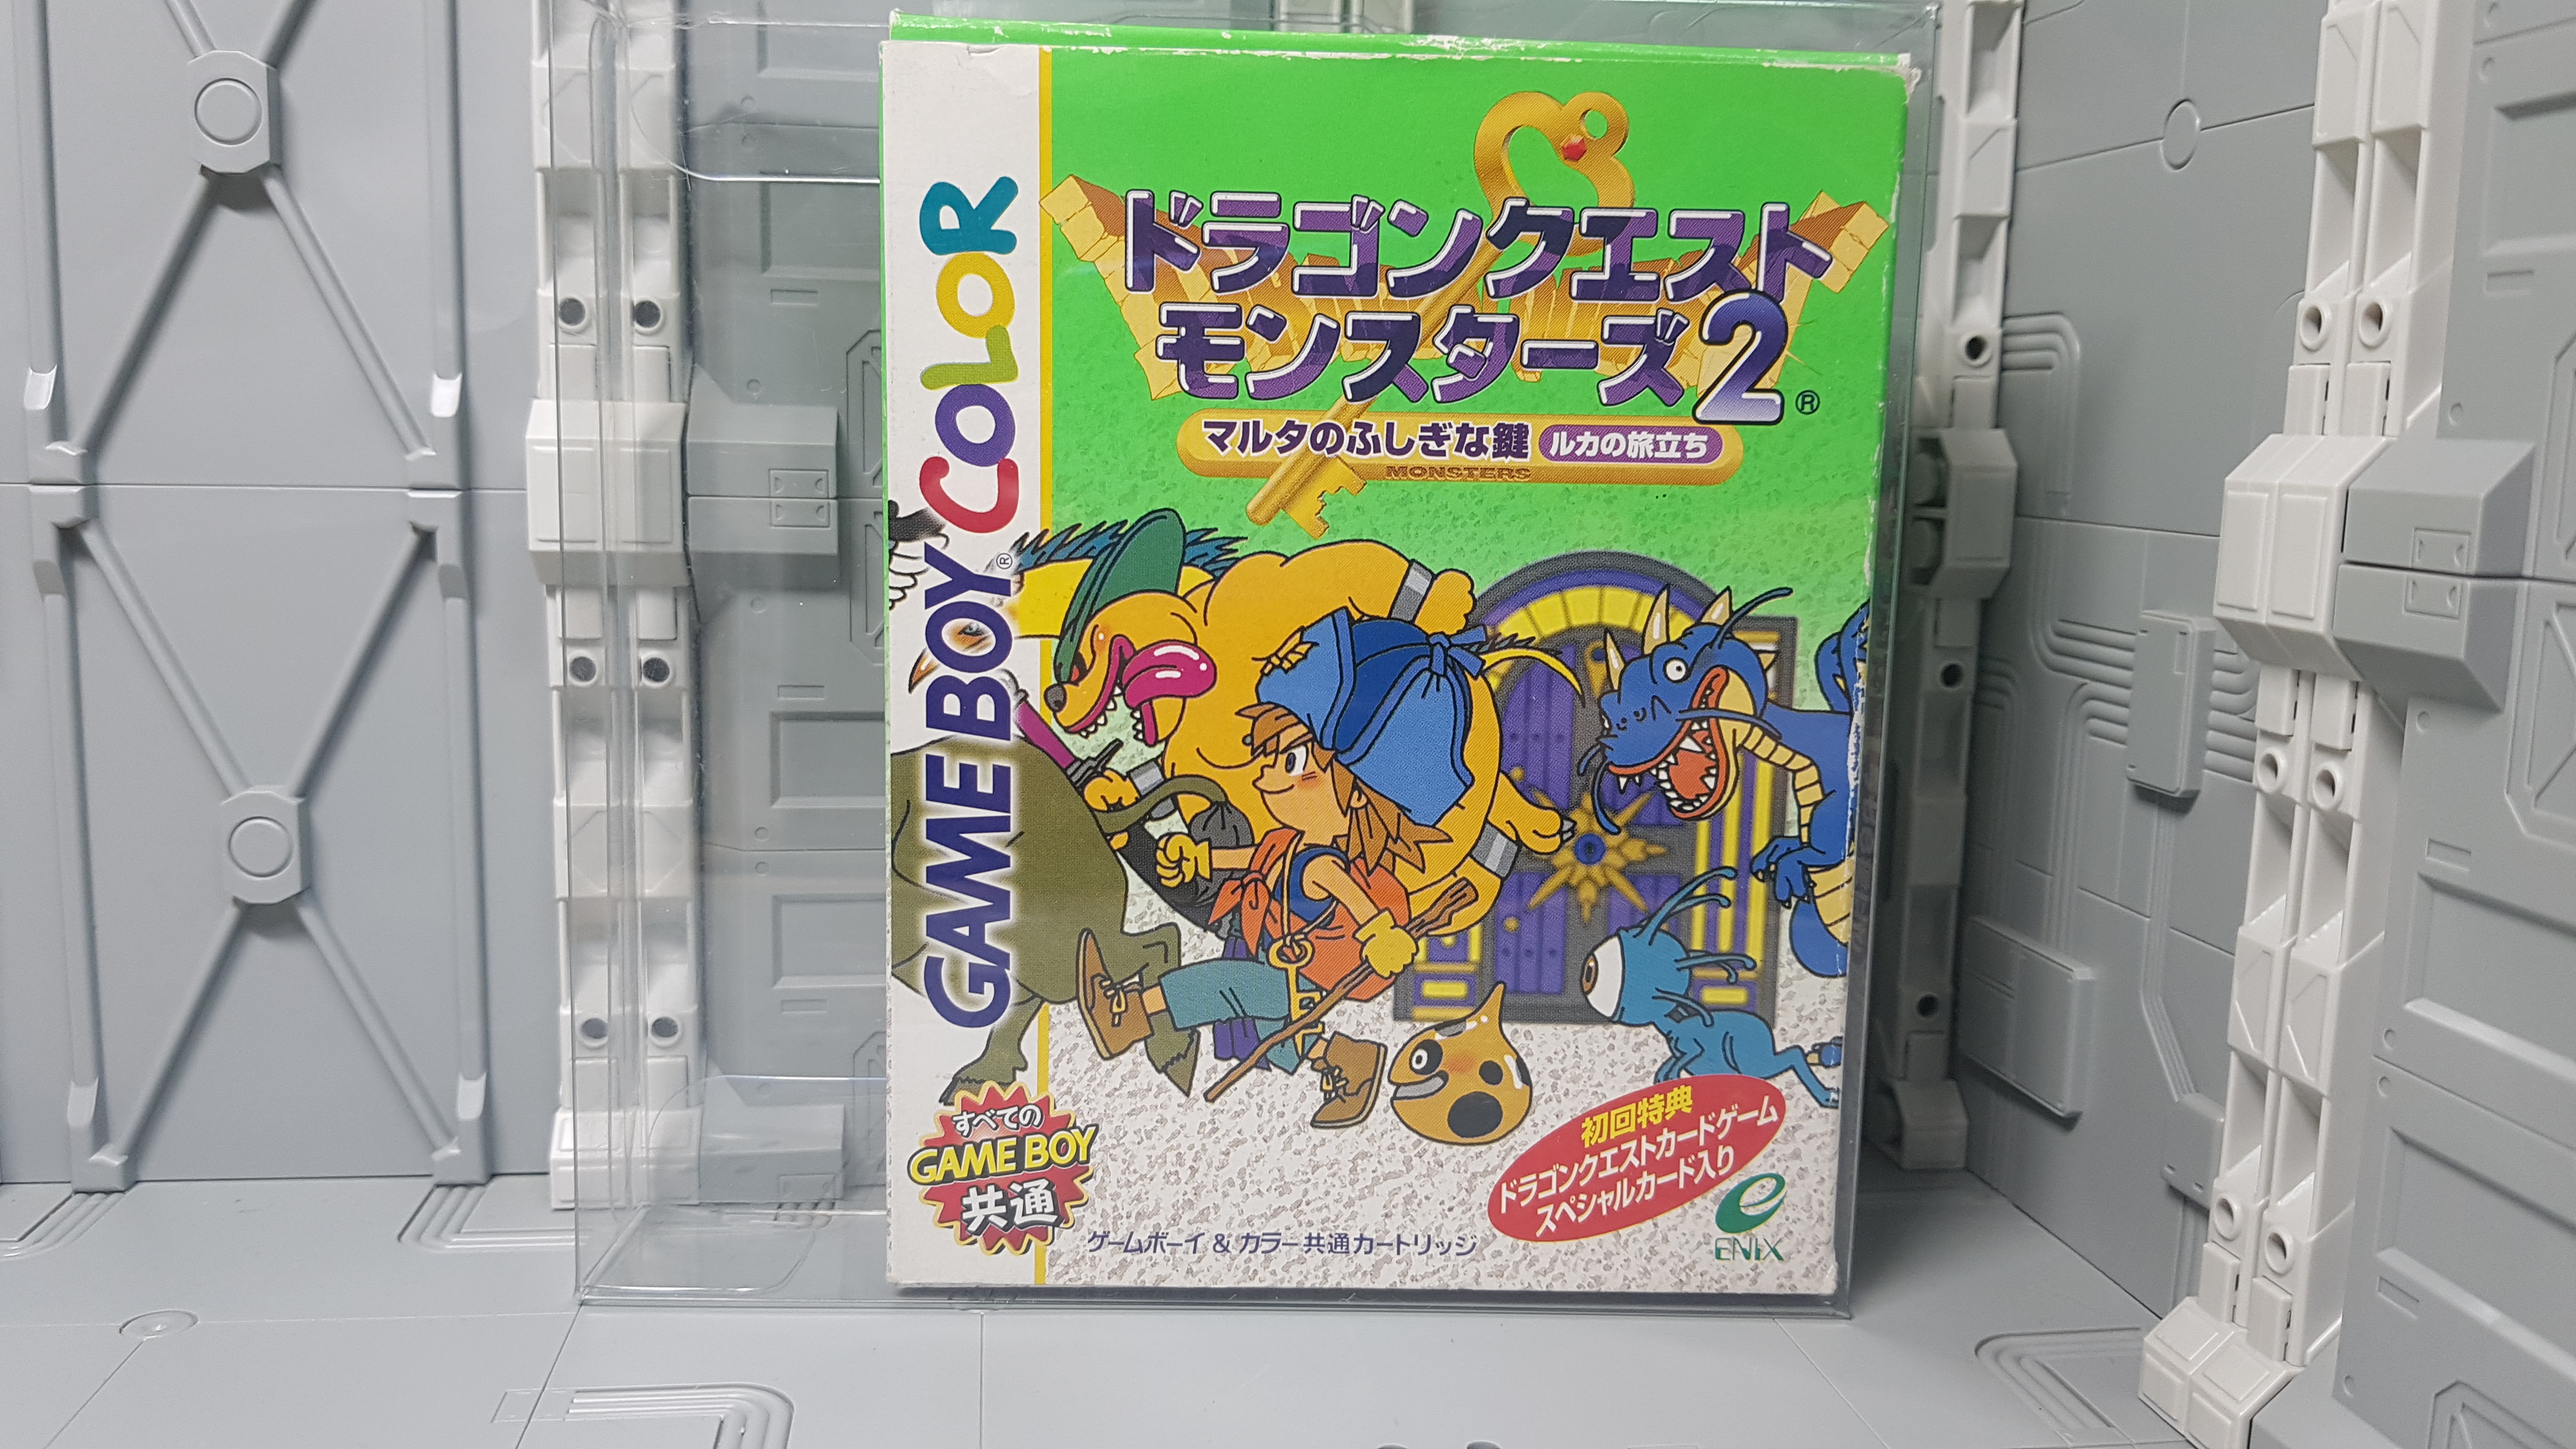 GAME BOY COLOR
®
ドラゴンクエスト
モンスターズ2
®
マルタのふしぎな鍵 ルカの旅立ち
MONSTERS
すべての
GAME BOY
共通
ゲームボーイ & カラー共通カートリッジ
初回特典
ドラゴンクエストカードゲーム
スペシャルカード入り
ENIX